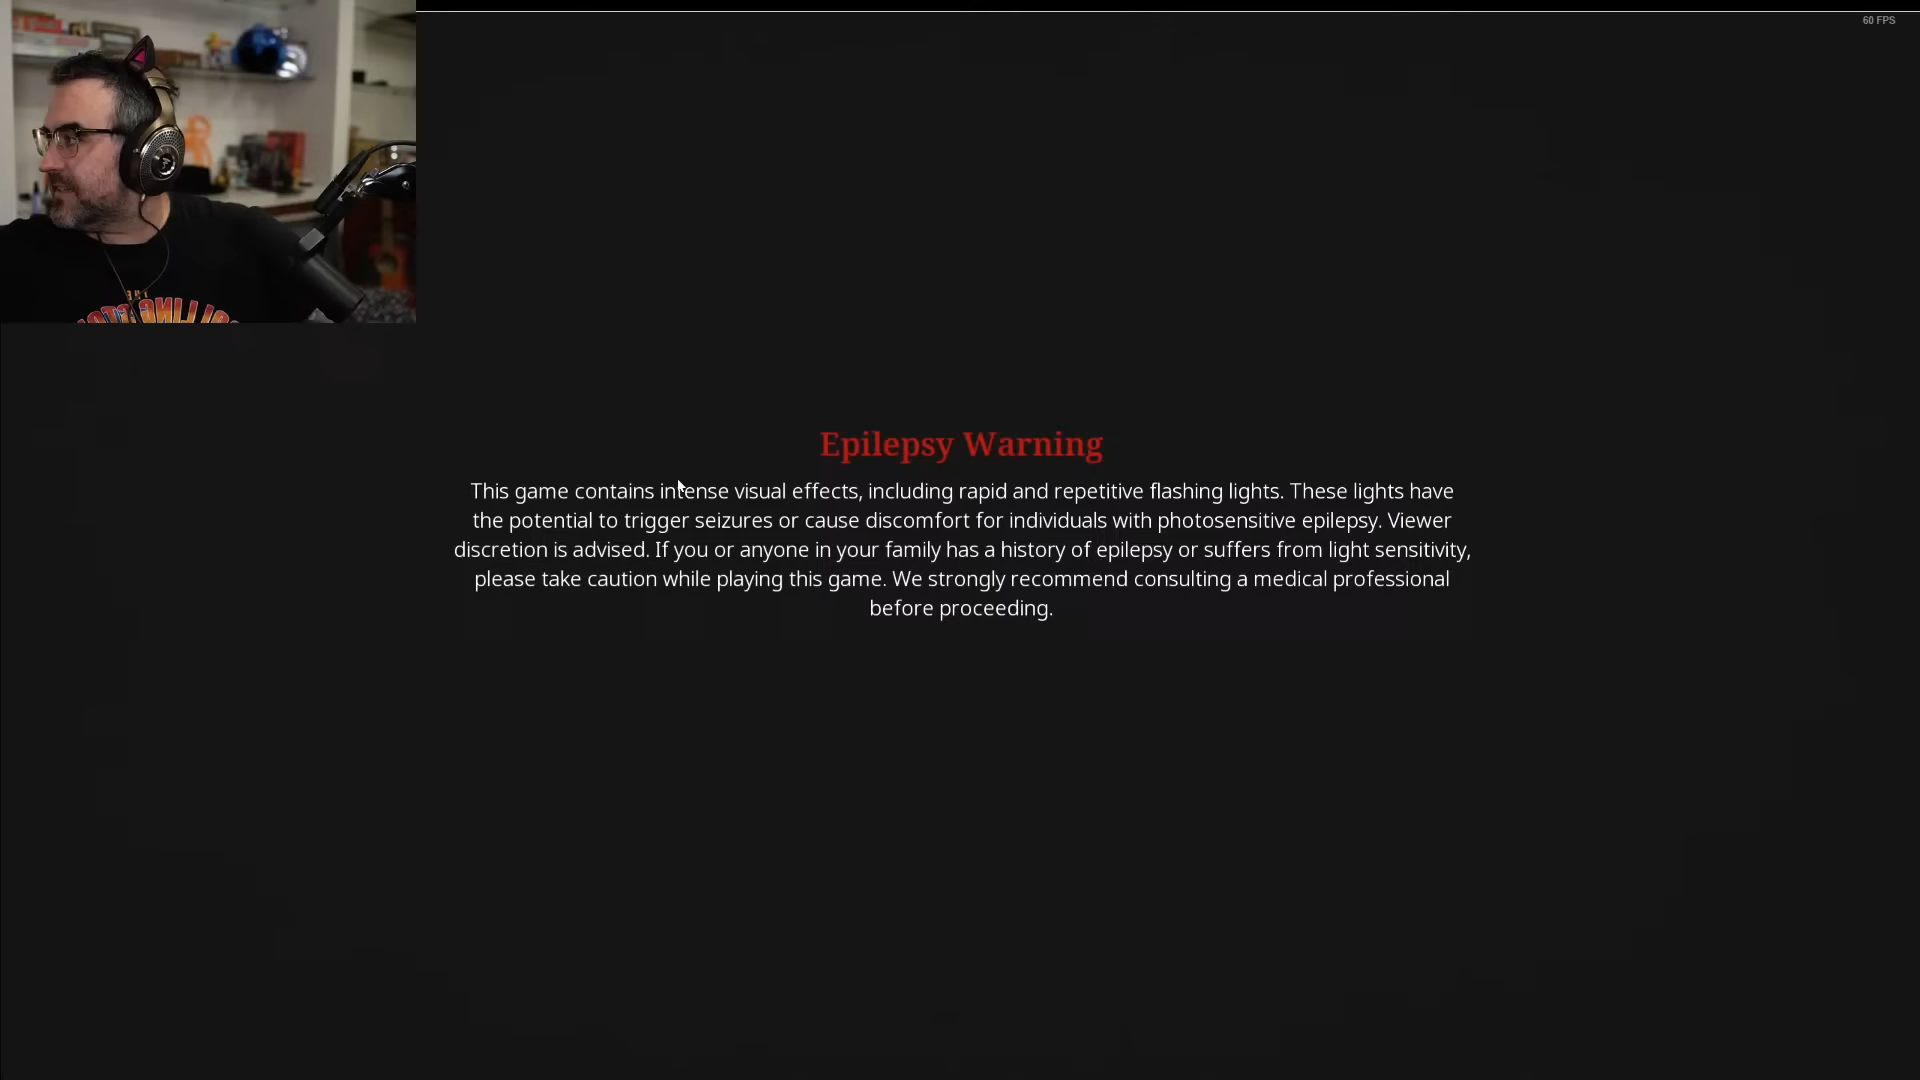 60 FPS
Epilepsy Warning
This game contains intense visual effects, including rapid and repetitive flashing lights. These lights have
the potential to trigger seizures or cause discomfort for individuals with photosensitive epilepsy. Viewer
discretion is advised. If you or anyone in your family has a history of epilepsy or suffers from light sensitivity,
please take caution while playing this game. We strongly recommend consulting a medical professional
before proceeding.